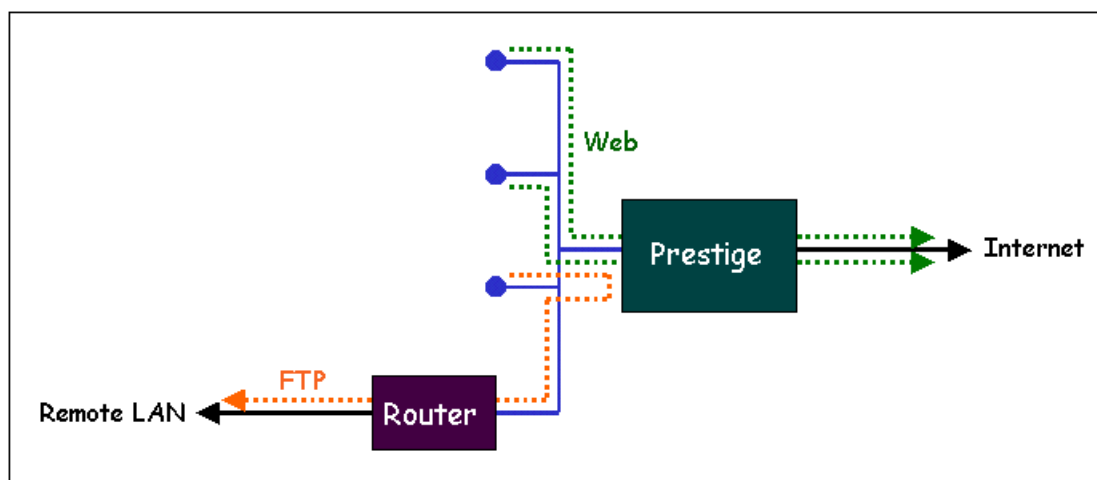 Web
Prestige
Internet
FTP
Remote LAN
Router